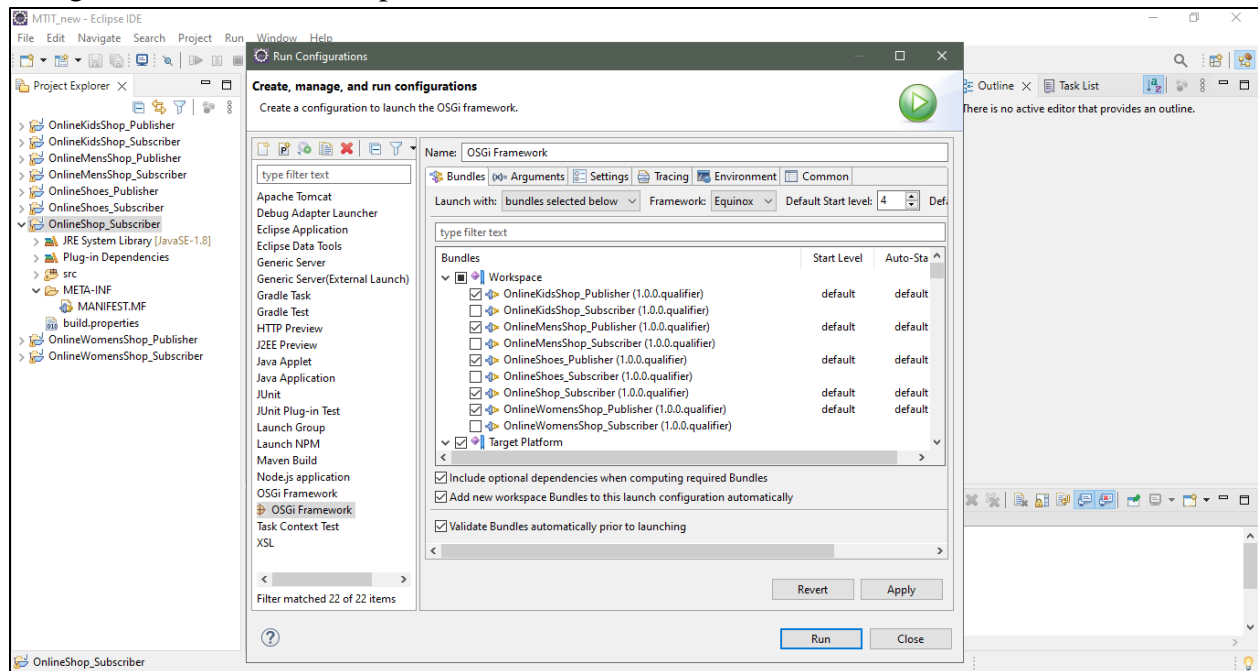 MTIT_new - Eclipse IDE
File Edit Navigate Search Project Run Window Help
Project Explorer
OnlineKidsShop_Publisher
OnlineKidsShop_Subscriber
OnlineMensShop_Publisher
OnlineMensShop_Subscriber
OnlineShoes_Publisher
OnlineShoes_Subscriber
OnlineShop_Subscriber
JRE System Library [JavaSE-1.8]
Plug-in Dependencies
src
META-INF
MANIFEST.MF
build.properties
OnlineWomensShop_Publisher
OnlineWomensShop_Subscriber
Run Configurations
Create, manage, and run configurations
Create a configuration to launch the OSGi framework.
type filter text
Apache Tomcat
Debug Adapter Launcher
Eclipse Application
Eclipse Data Tools
Generic Server
Generic Server(External Launch)
Gradle Task
Gradle Test
HTTP Preview
J2EE Preview
Java Applet
Java Application
JUnit
JUnit Plug-in Test
Launch Group
Launch NPM
Maven Build
Node.js application
OSGi Framework
OSGi Framework
Task Context Test
XSL
Filter matched 22 of 22 items
Name: OSGi Framework
Bundles Arguments Settings Tracing Environment Common
Launch with: bundles selected below Framework: Equinox Default Start level: 4 Defa
type filter text
Bundles Start Level Auto-Sta
Workspace
OnlineKidsShop_Publisher (1.0.0.qualifier) default default
OnlineKidsShop_Subscriber (1.0.0.qualifier)
OnlineMensShop_Publisher (1.0.0.qualifier) default default
OnlineMensShop_Subscriber (1.0.0.qualifier)
OnlineShoes_Publisher (1.0.0.qualifier) default default
OnlineShoes_Subscriber (1.0.0.qualifier)
OnlineShop_Subscriber (1.0.0.qualifier) default default
OnlineWomensShop_Publisher (1.0.0.qualifier) default default
OnlineWomensShop_Subscriber (1.0.0.qualifier)
Target Platform
Include optional dependencies when computing required Bundles
Add new workspace Bundles to this launch configuration automatically
Validate Bundles automatically prior to launching
Revert Apply
Run Close
Outline Task List
There is no active editor that provides an outline.
OnlineShop_Subscriber